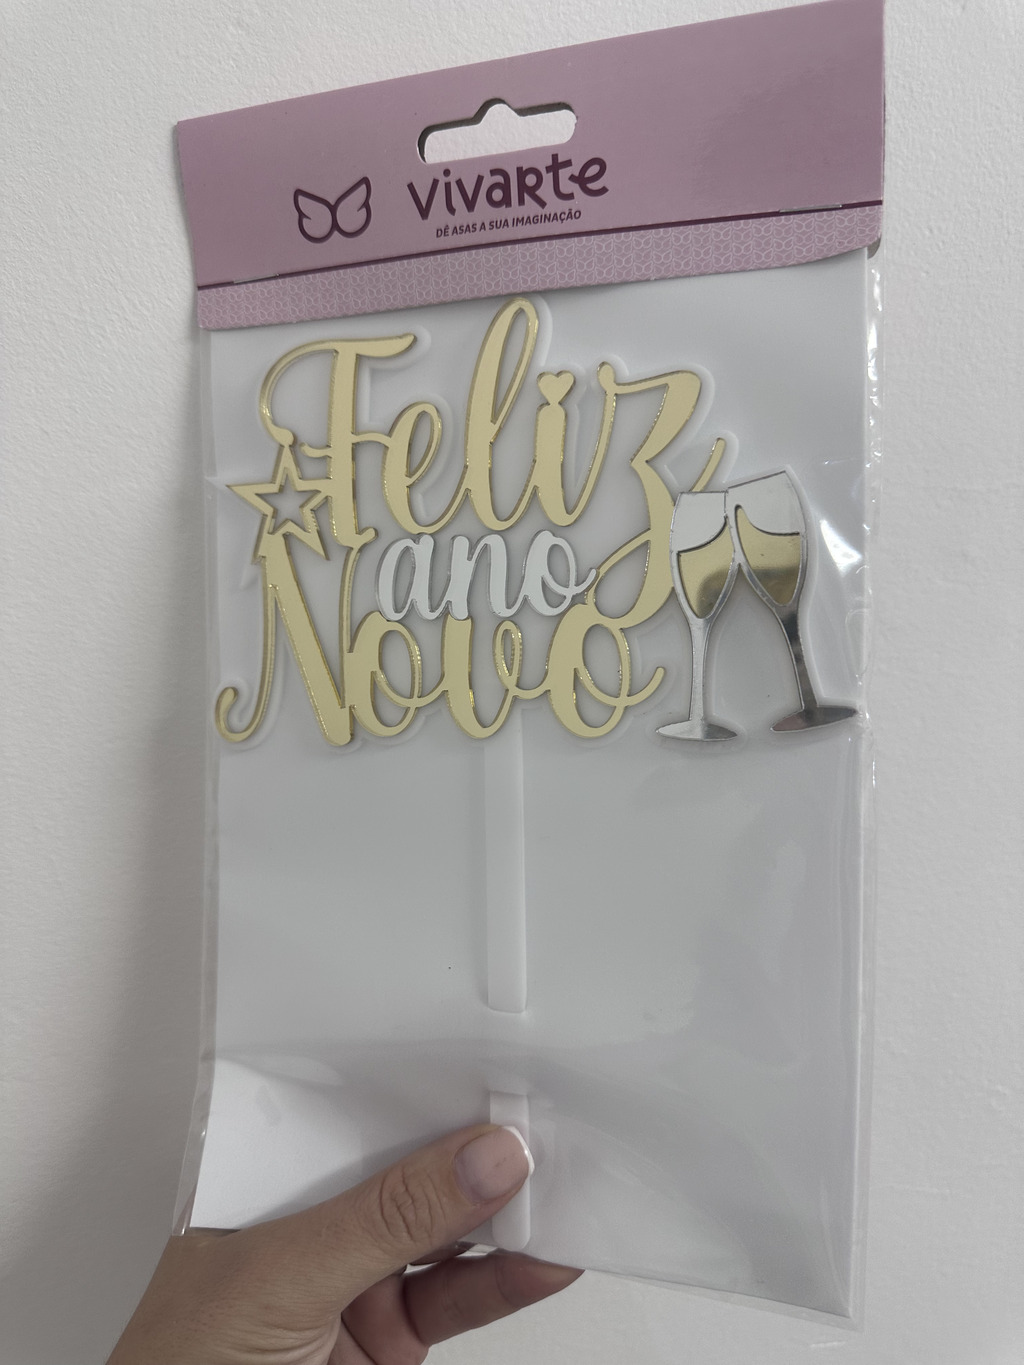 vivarte
DÊ ASAS A SUA IMAGINAÇÃO
Feliz
ano
Novo